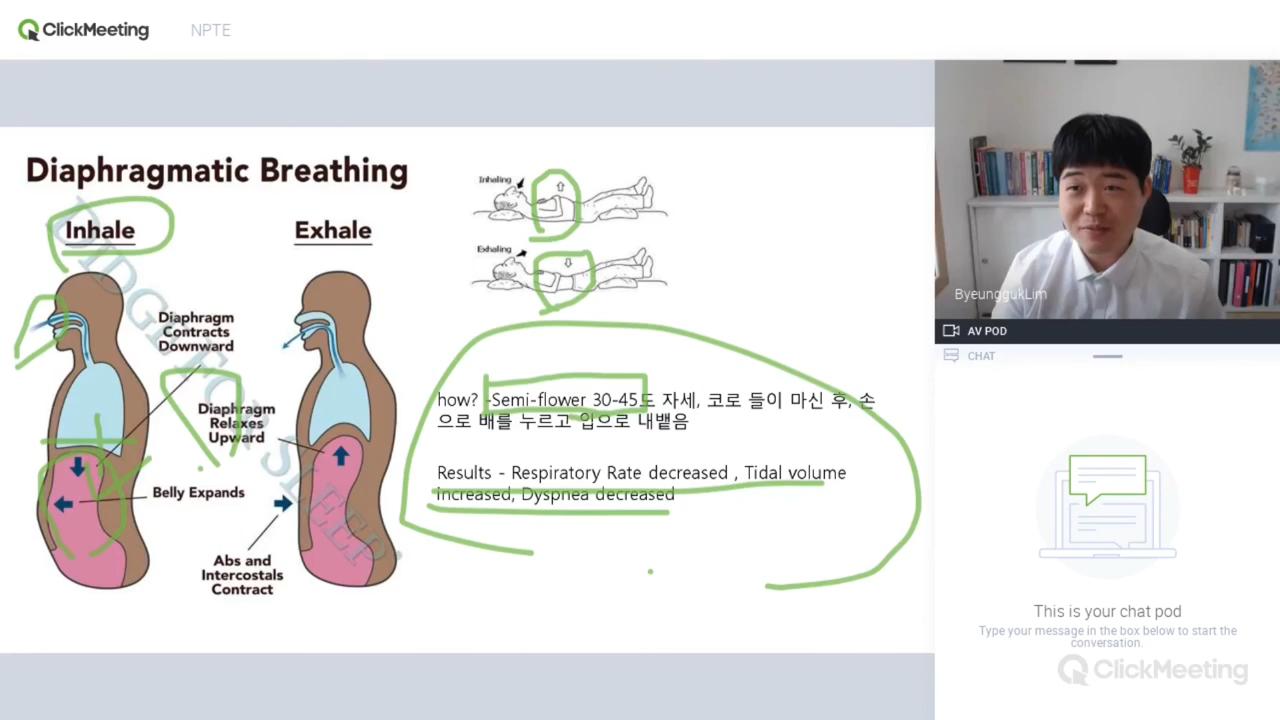 ClickMeeting NPTE
Diaphragmatic Breathing
Inhale
Exhale
Diaphragm
Contracts
Downward
Diaphragm
Relaxes
Upward
Belly Expands
Abs and
Intercostals
Contract
DIDGE FOR SLEEP
Inhaling
Exhaling
how? -Semi-flower 30-45도 자세, 코로 들이 마신 후, 손
으로 배를 누르고 입으로 내뱉음
Results - Respiratory Rate decreased , Tidal volume
increased, Dyspnea decreased
ByeunggukLim
AV POD
CHAT
This is your chat pod
Type your message in the box below to start the
conversation.
ClickMeeting